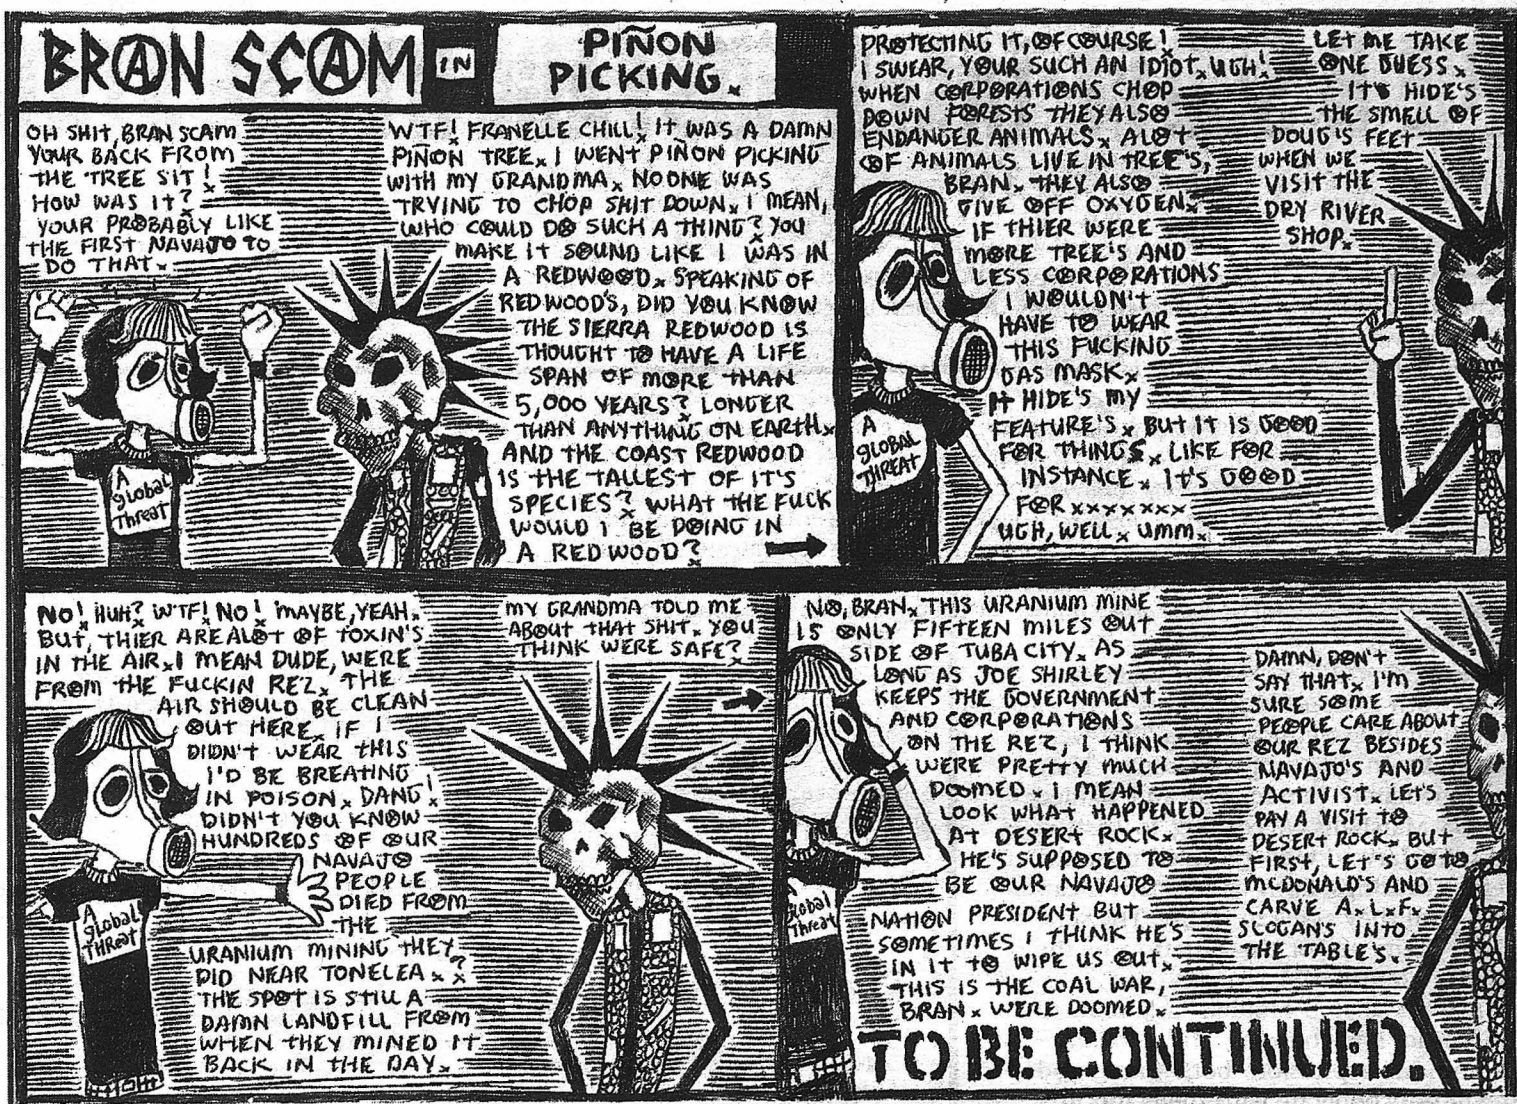 BRAN SCAM
IN
PIÑON
PICKING.
OH SHIT, BRAN SCAM
YOUR BACK FROM
THE TREE SIT!
HOW WAS IT?
YOUR PROBABLY LIKE
THE FIRST NAVAJO TO
DO THAT.
WTF! FRANELLE CHILL! IT WAS A DAMN
PIÑON TREE. I WENT PIÑON PICKING
WITH MY GRANDMA. NOONE WAS
TRYING TO CHOP SHIT DOWN. I MEAN,
WHO COULD DO SUCH A THING? YOU
MAKE IT SOUND LIKE I WAS IN
A REDWOOD. SPEAKING OF
REDWOOD'S, DID YOU KNOW
THE SIERRA REDWOOD IS
THOUGHT TO HAVE A LIFE
SPAN OF MORE THAN
5,000 YEARS? LONGER
THAN ANYTHING ON EARTH.
AND THE COAST REDWOOD
IS THE TALLEST OF IT'S
SPECIES? WHAT THE FUCK
WOULD I BE DOING IN
A REDWOOD?
A
global
Threat
PROTECTING IT, OF COURSE!
I SWEAR, YOUR SUCH AN IDIOT. UGH!
WHEN CORPORATIONS CHOP
DOWN FORESTS THEY ALSO
ENDANGER ANIMALS. ALOT
OF ANIMALS LIVE IN TREE'S,
BRAN. THEY ALSO
GIVE OFF OXYGEN.
IF THIER WERE
MORE TREE'S AND
LESS CORPORATIONS
I WOULDN'T
HAVE TO WEAR
THIS FUCKING
GAS MASK.
IT HIDE'S MY
FEATURE'S. BUT IT IS GOOD
FOR THINGS. LIKE FOR
INSTANCE. IT'S GOOD
FOR xxxxxxx
UGH, WELL. UMM.
LET ME TAKE
ONE GUESS.
IT'S HIDE'S
THE SMELL OF
DOUG'S FEET
WHEN WE
VISIT THE
DRY RIVER
SHOP.
A
global
THREAT
NO! HUH? WTF! NO! MAYBE, YEAH.
BUT, THIER ARE ALOT OF TOXIN'S
IN THE AIR. I MEAN DUDE, WERE
FROM THE FUCKIN REZ. THE
AIR SHOULD BE CLEAN
OUT HERE. IF I
DIDN'T WEAR THIS
I'D BE BREATING
IN POISON. DANG!
DIDN'T YOU KNOW
HUNDREDS OF OUR
NAVAJO
PEOPLE
DIED FROM
THE
URANIUM MINING THEY
DID NEAR TONELEA..?
THE SPOT IS STILL A
DAMN LANDFILL FROM
WHEN THEY MINED IT
BACK IN THE DAY.
MY GRANDMA TOLD ME
ABOUT THAT SHIT. YOU
THINK WERE SAFE?
A
global
THReat
NO, BRAN. THIS URANIUM MINE
IS ONLY FIFTEEN MILES OUT
SIDE OF TUBA CITY. AS
LONG AS JOE SHIRLEY
KEEPS THE GOVERNMENT
AND CORPORATIONS
ON THE REZ, I THINK
WERE PRETTY MUCH
DOOMED. I MEAN
LOOK WHAT HAPPENED
AT DESERT ROCK.
HE'S SUPPOSED TO
BE OUR NAVAJO
NATION PRESIDENT BUT
SOMETIMES I THINK HE'S
IN IT TO WIPE US OUT.
THIS IS THE COAL WAR,
BRAN. WERE DOOMED.
DAMN, DON'T
SAY THAT. I'M
SURE SOME
PEOPLE CARE ABOUT
OUR REZ BESIDES
NAVAJO'S AND
ACTIVIST. LET'S
PAY A VISIT TO
DESERT ROCK. BUT
FIRST, LET'S GO TO
MCDONALD'S AND
CARVE A.L.F.
SLOGAN'S INTO
THE TABLE'S.
global
Threat
TO BE CONTINUED.